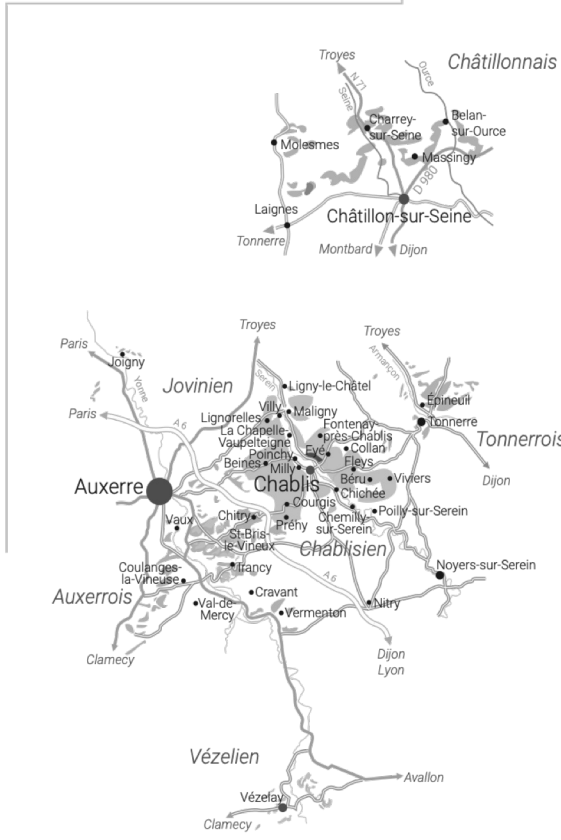 Troyes
Châtillonnais
Ource
N 71
Seine
Charrey-
sur-Seine
Belan-
sur-Ource
Molesmes
Massingy
D 980
Laignes
Châtillon-sur-Seine
Tonnerre
Montbard
Dijon
Troyes
Troyes
Paris
Joigny
Yonne
Armançon
Serein
Jovinien
Ligny-le-Châtel
Épineuil
Paris
A 6
Villy
Maligny
Lignorelles
Fontenay-
près-Chablis
Tonnerre
La Chapelle-
Vaupelteigne
Collan
Tonnerrois
Poinchy
Fyé
Fleys
Beines
Milly
Dijon
Auxerre
Chablis
Béru
Viviers
Chichée
Courgis
Chitry
Vaux
Préhy
Chemilly-
sur-Serein
Poilly-sur-Serein
St-Bris-
le-Vineux
Chablisien
Coulanges-
la-Vineuse
Irancy
A 6
Noyers-sur-Serein
Auxerrois
Cravant
Val-de-
Mercy
Nitry
Vermenton
Clamecy
Dijon
Lyon
Vézelien
Avallon
Vézelay
Clamecy